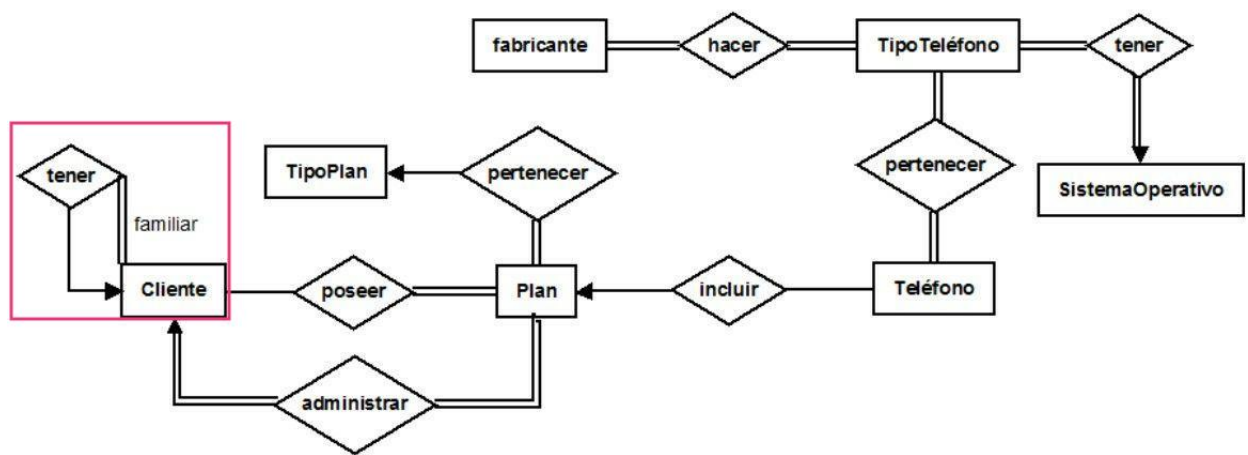 fabricante
hacer
TipoTeléfono
tener
tener
TipoPlan
pertenecer
pertenecer
SistemaOperativo
familiar
Cliente
poseer
Plan
incluir
Teléfono
administrar